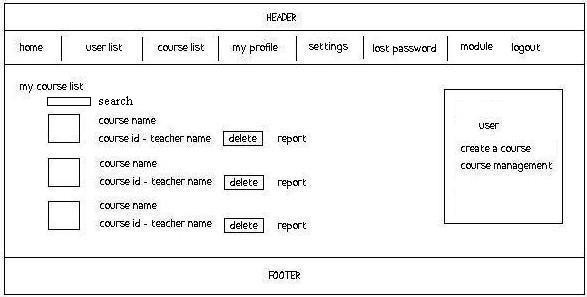 HEADER
home user list course list my profile settings lost password module logout
my course list
search
course name
course id - teacher name delete report
course name
course id - teacher name delete report
course name
course id - teacher name delete report
user
create a course
course management
FOOTER